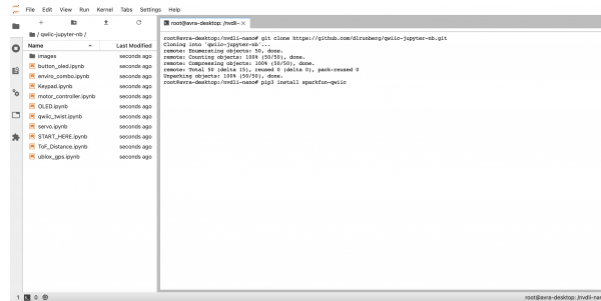 File Edit View Run Kernel Tabs Settings Help
root@avra-desktop: /nvdli-
/ qwiic-jupyter-nb /
Name Last Modified
images seconds ago
button_oled.ipynb seconds ago
enviro_combo.ipynb seconds ago
Keypad.ipynb seconds ago
motor_controller.ipynb seconds ago
OLED.ipynb seconds ago
qwiic_twist.ipynb seconds ago
servo.ipynb seconds ago
START_HERE.ipynb seconds ago
ToF_Distance.ipynb seconds ago
ublox_gps.ipynb seconds ago
root@avra-desktop:/nvdli-nano# git clone https://github.com/dlrunberg/qwiic-jupyter-nb.git
Cloning into 'qwiic-jupyter-nb'...
remote: Enumerating objects: 50, done.
remote: Counting objects: 100% (50/50), done.
remote: Compressing objects: 100% (50/50), done.
remote: Total 50 (delta 15), reused 0 (delta 0), pack-reused 0
Unpacking objects: 100% (50/50), done.
root@avra-desktop:/nvdli-nano# pip3 install sparkfun-qwiic
1 0
root@avra-desktop: /nvdli-nan